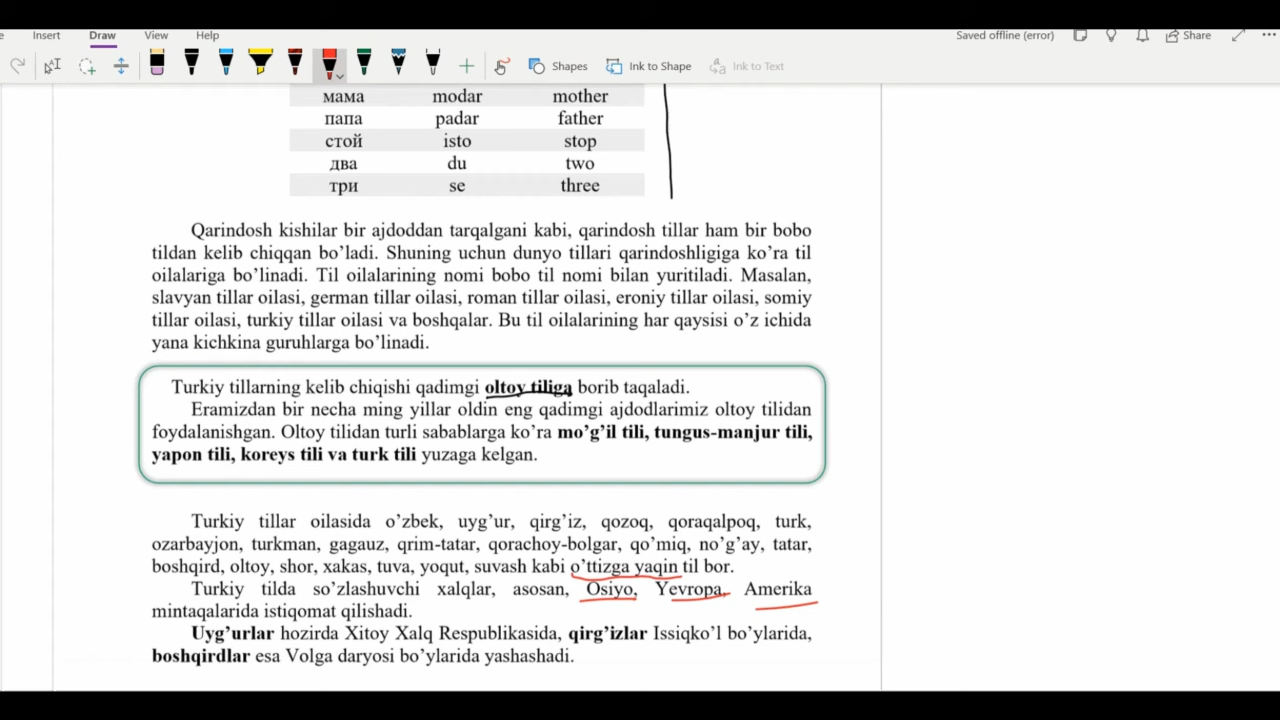 Insert Draw View Help Saved offline (error) Share
Shapes Ink to Shape Ink to Text
мама modar mother
папа padar father
стой isto stop
два du two
три se three
Qarindosh kishilar bir ajdoddan tarqalgani kabi, qarindosh tillar ham bir bobo
tildan kelib chiqqan bo’ladi. Shuning uchun dunyo tillari qarindoshligiga ko’ra til
oilalariga bo’linadi. Til oilalarining nomi bobo til nomi bilan yuritiladi. Masalan,
slavyan tillar oilasi, german tillar oilasi, roman tillar oilasi, eroniy tillar oilasi, somiy
tillar oilasi, turkiy tillar oilasi va boshqalar. Bu til oilalarining har qaysisi o’z ichida
yana kichkina guruhlarga bo’linadi.
Turkiy tillarning kelib chiqishi qadimgi oltoy tiliga borib taqaladi.
Eramizdan bir necha ming yillar oldin eng qadimgi ajdodlarimiz oltoy tilidan
foydalanishgan. Oltoy tilidan turli sabablarga ko’ra mo’g’il tili, tungus-manjur tili,
yapon tili, koreys tili va turk tili yuzaga kelgan.
Turkiy tillar oilasida o’zbek, uyg’ur, qirg’iz, qozoq, qoraqalpoq, turk,
ozarbayjon, turkman, gagauz, qrim-tatar, qorachoy-bolgar, qo’miq, no’g’ay, tatar,
boshqird, oltoy, shor, xakas, tuva, yoqut, suvash kabi o’ttizga yaqin til bor.
Turkiy tilda so’zlashuvchi xalqlar, asosan, Osiyo, Yevropa, Amerika
mintaqalarida istiqomat qilishadi.
Uyg’urlar hozirda Xitoy Xalq Respublikasida, qirg’izlar Issiqko’l bo’ylarida,
boshqirdlar esa Volga daryosi bo’ylarida yashashadi.